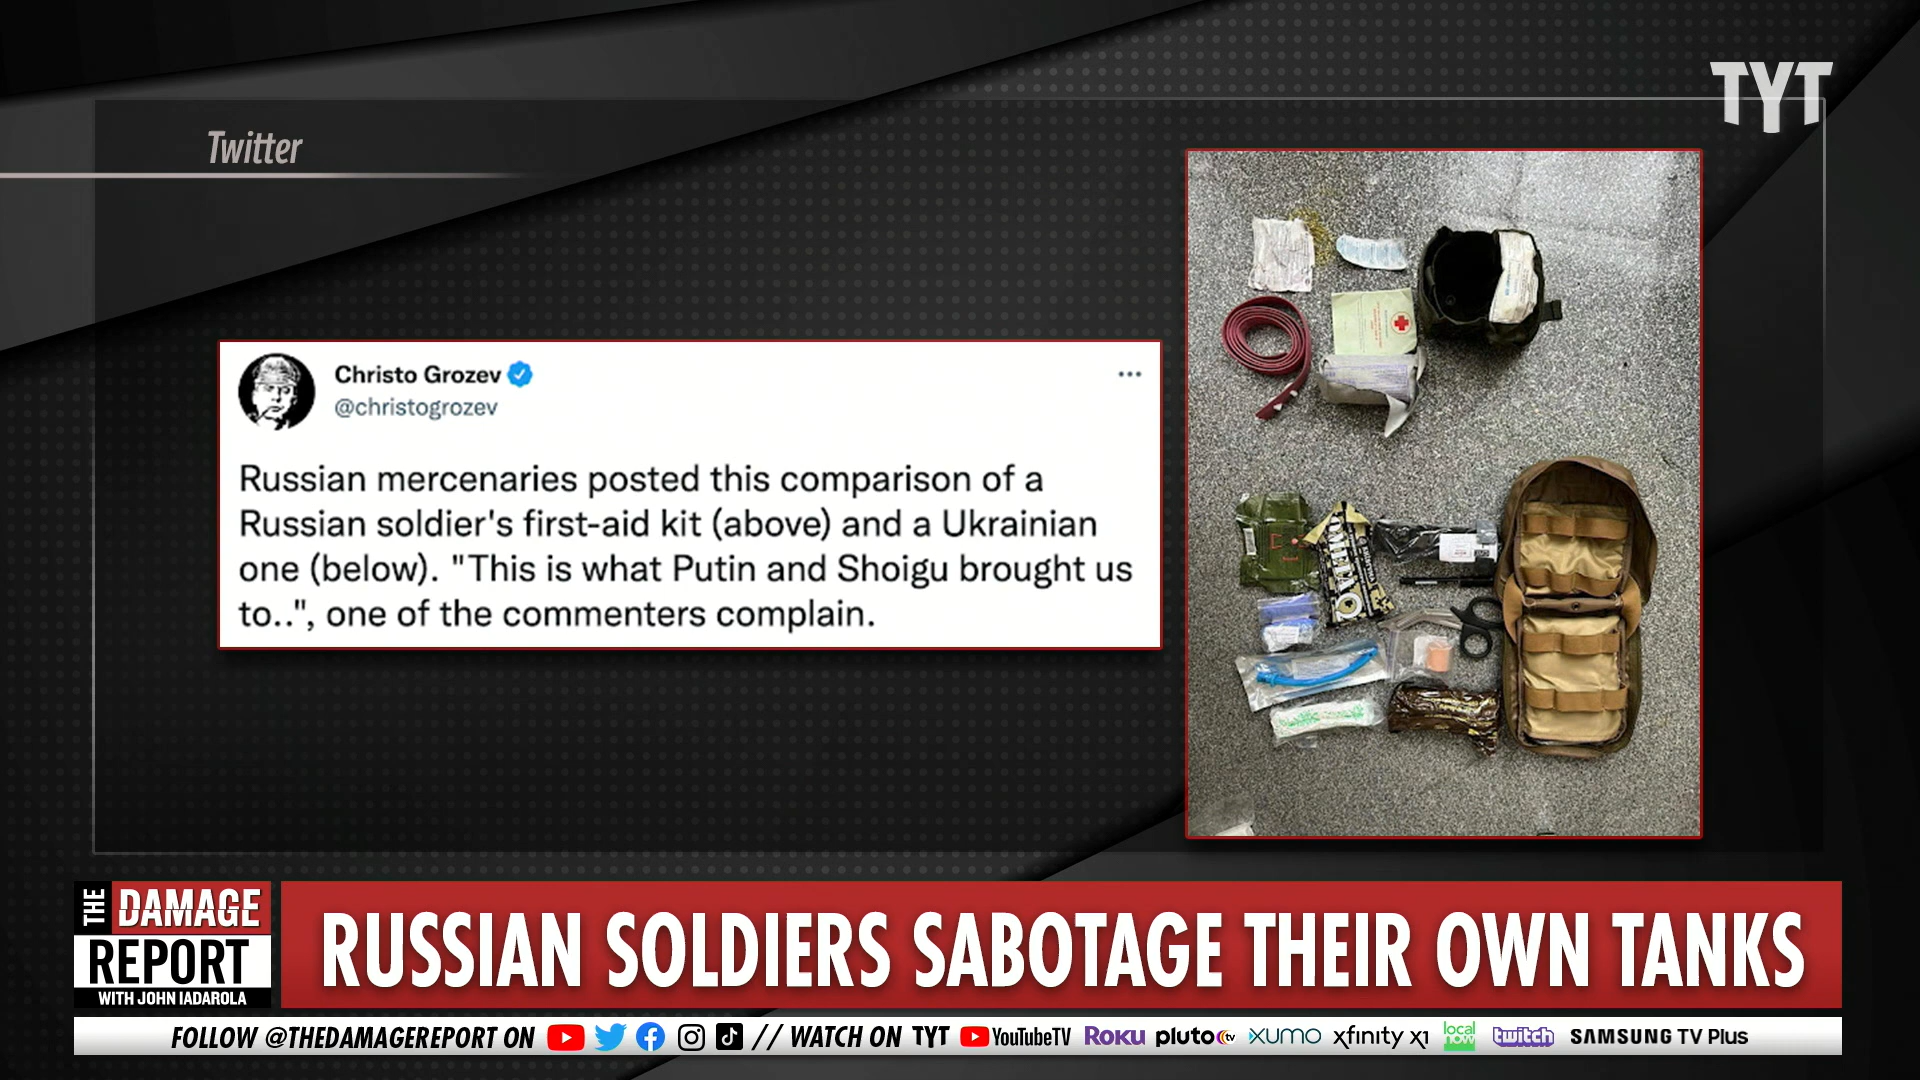 TYT
Twitter
Christo Grozev
@christogrozev
Russian mercenaries posted this comparison of a
Russian soldier's first-aid kit (above) and a Ukrainian
one (below). "This is what Putin and Shoigu brought us
to..", one of the commenters complain.
THE DAMAGE
REPORT
WITH JOHN IADAROLA
RUSSIAN SOLDIERS SABOTAGE THEIR OWN TANKS
FOLLOW @THEDAMAGEREPORT ON // WATCH ON TYT YouTubeTV ROKU pluto tv xumo xfinity x1 local now twitch SAMSUNG TV Plus